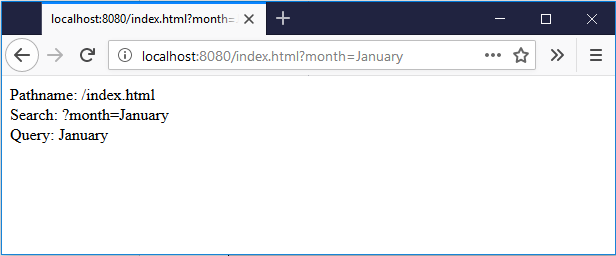 localhost:8080/index.html?month=
localhost:8080/index.html?month=January
Pathname: /index.html
Search: ?month=January
Query: January